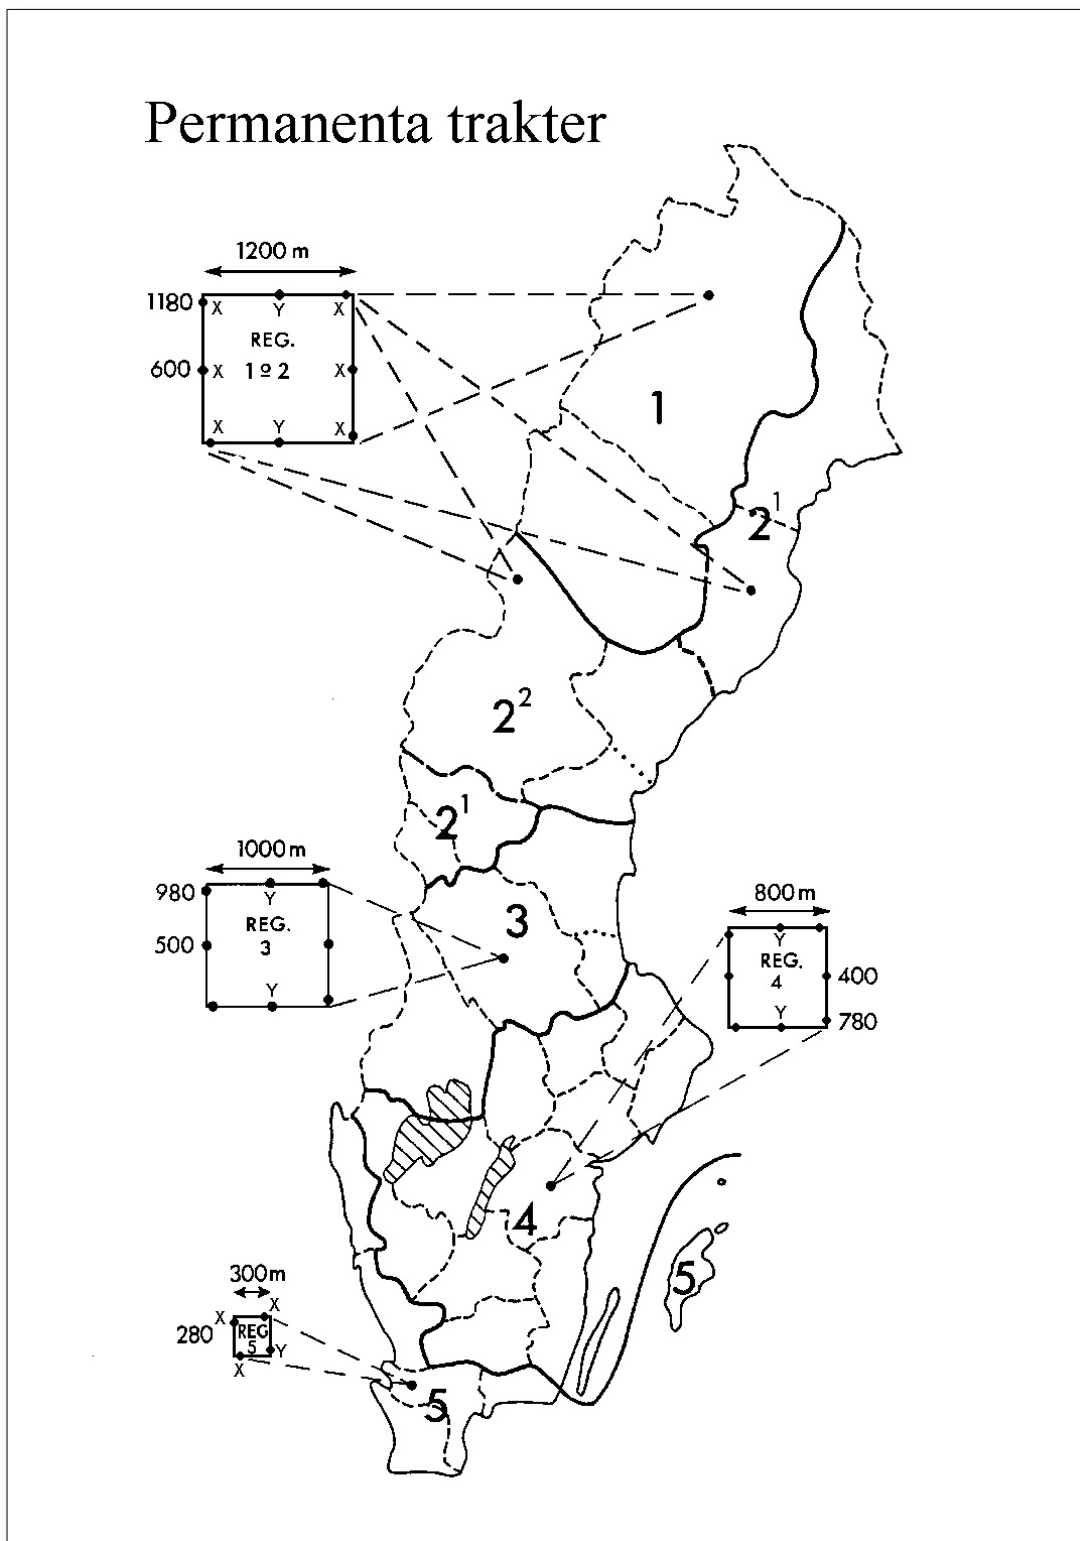 Permanenta trakter
1200 m
1180 X Y X
REG.
600 X 1 º 2 X
X Y X
1
2¹
2²
2¹
1000 m
980 Y
REG.
500 3
Y
3
800 m
Y
REG.
4 400
Y 780
4
5
300m
X X
280 REG
5 Y
X
5